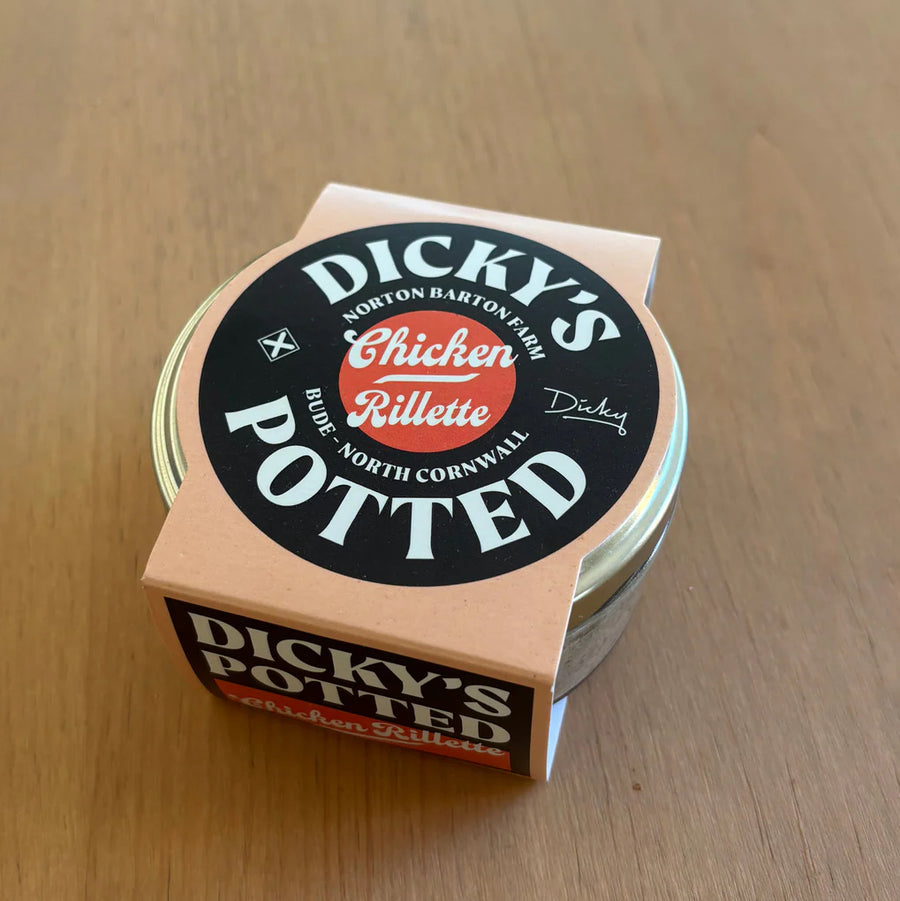 DICKY'S
NORTON BARTON FARM
Chicken
Rillette
Dicky
BUDE - NORTH CORNWALL
POTTED
DICKY'S
POTTED
Chicken Rillette